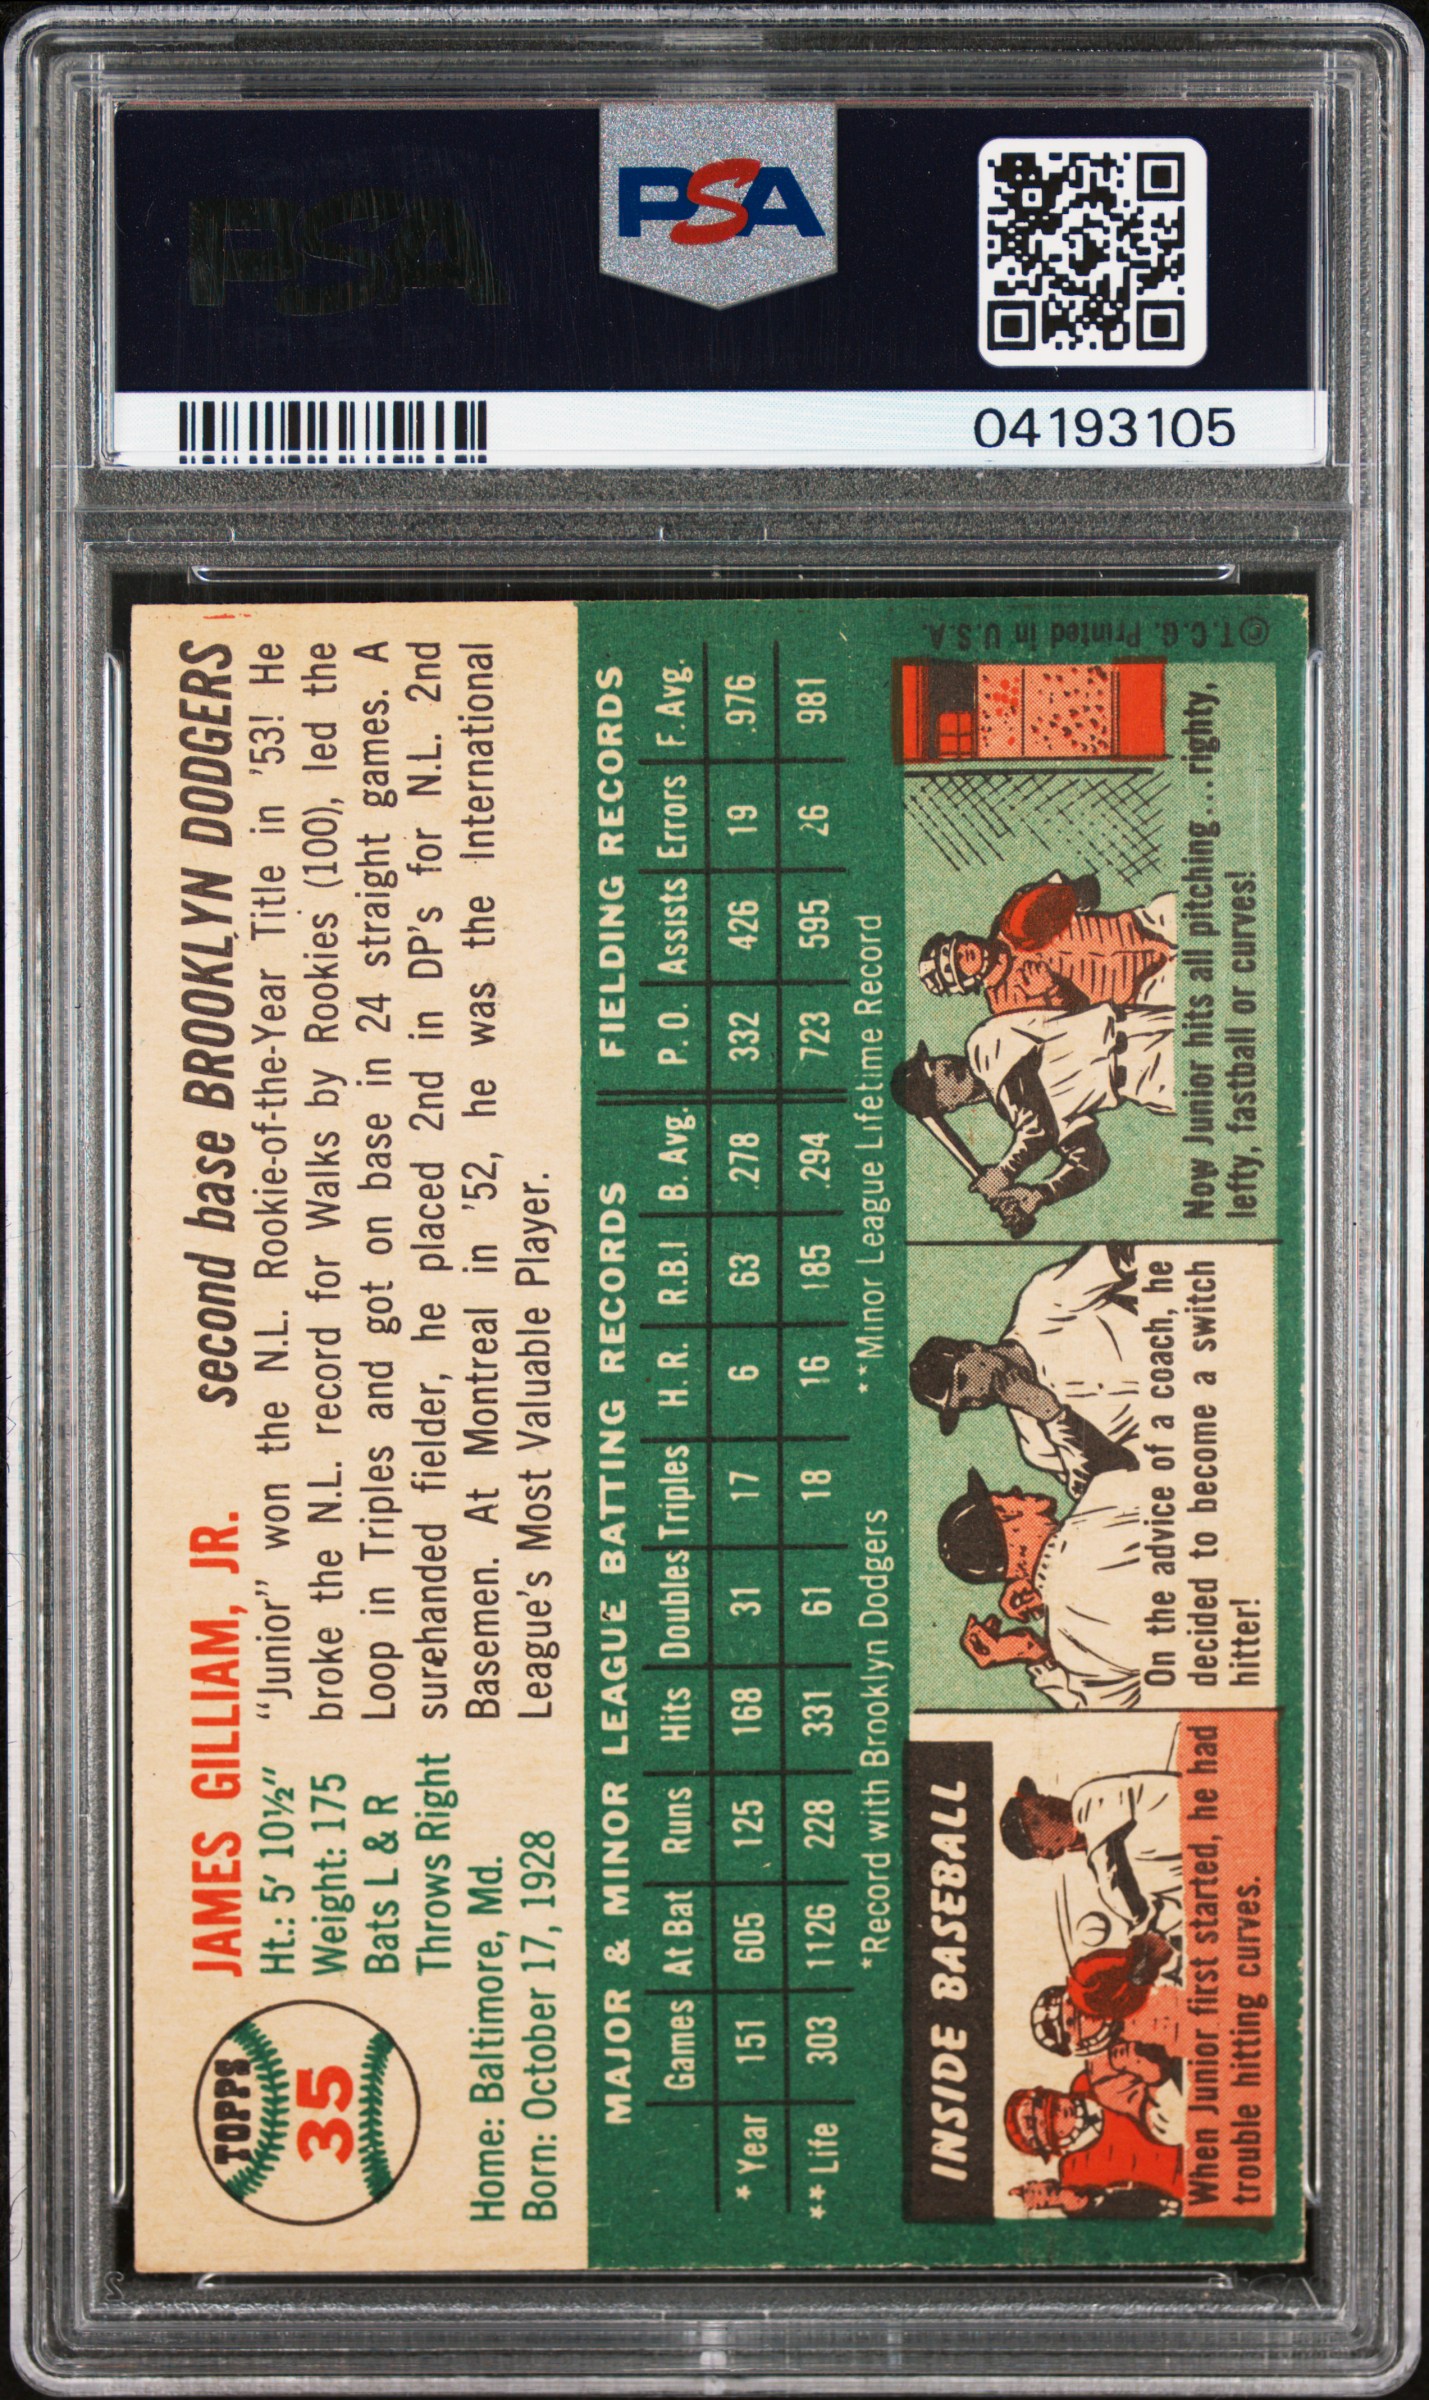 PSA
04193105
TOPPS
35
JAMES GILLIAM, JR.
second base BROOKLYN DODGERS
Ht.: 5' 10½"
Weight: 175
Bats L & R
Throws Right
Home: Baltimore, Md.
Born: October 17, 1928
"Junior" won the N.L. Rookie-of-the-Year Title in '53! He
broke the N.L. record for Walks by Rookies (100), led the
Loop in Triples and got on base in 24 straight games. A
surehanded fielder, he placed 2nd in DP's for N.L. 2nd
Basemen. At Montreal in '52, he was the International
League's Most Valuable Player.
MAJOR & MINOR LEAGUE BATTING RECORDS FIELDING RECORDS
Games At Bat Runs Hits Doubles Triples H. R. R.B.I B. Avg. P. O. Assists Errors F. Avg.
* Year 151 605 125 168 31 17 6 63 .278 332 426 19 .976
** Life 303 1126 228 331 61 18 16 185 .294 723 595 26 .981
*Record with Brooklyn Dodgers **Minor League Lifetime Record
INSIDE BASEBALL
When Junior first started, he had
trouble hitting curves.
On the advice of a coach, he
decided to become a switch
hitter!
Now Junior hits all pitching...righty,
lefty, fastball or curves!
© T. C. G. Printed in U.S.A.